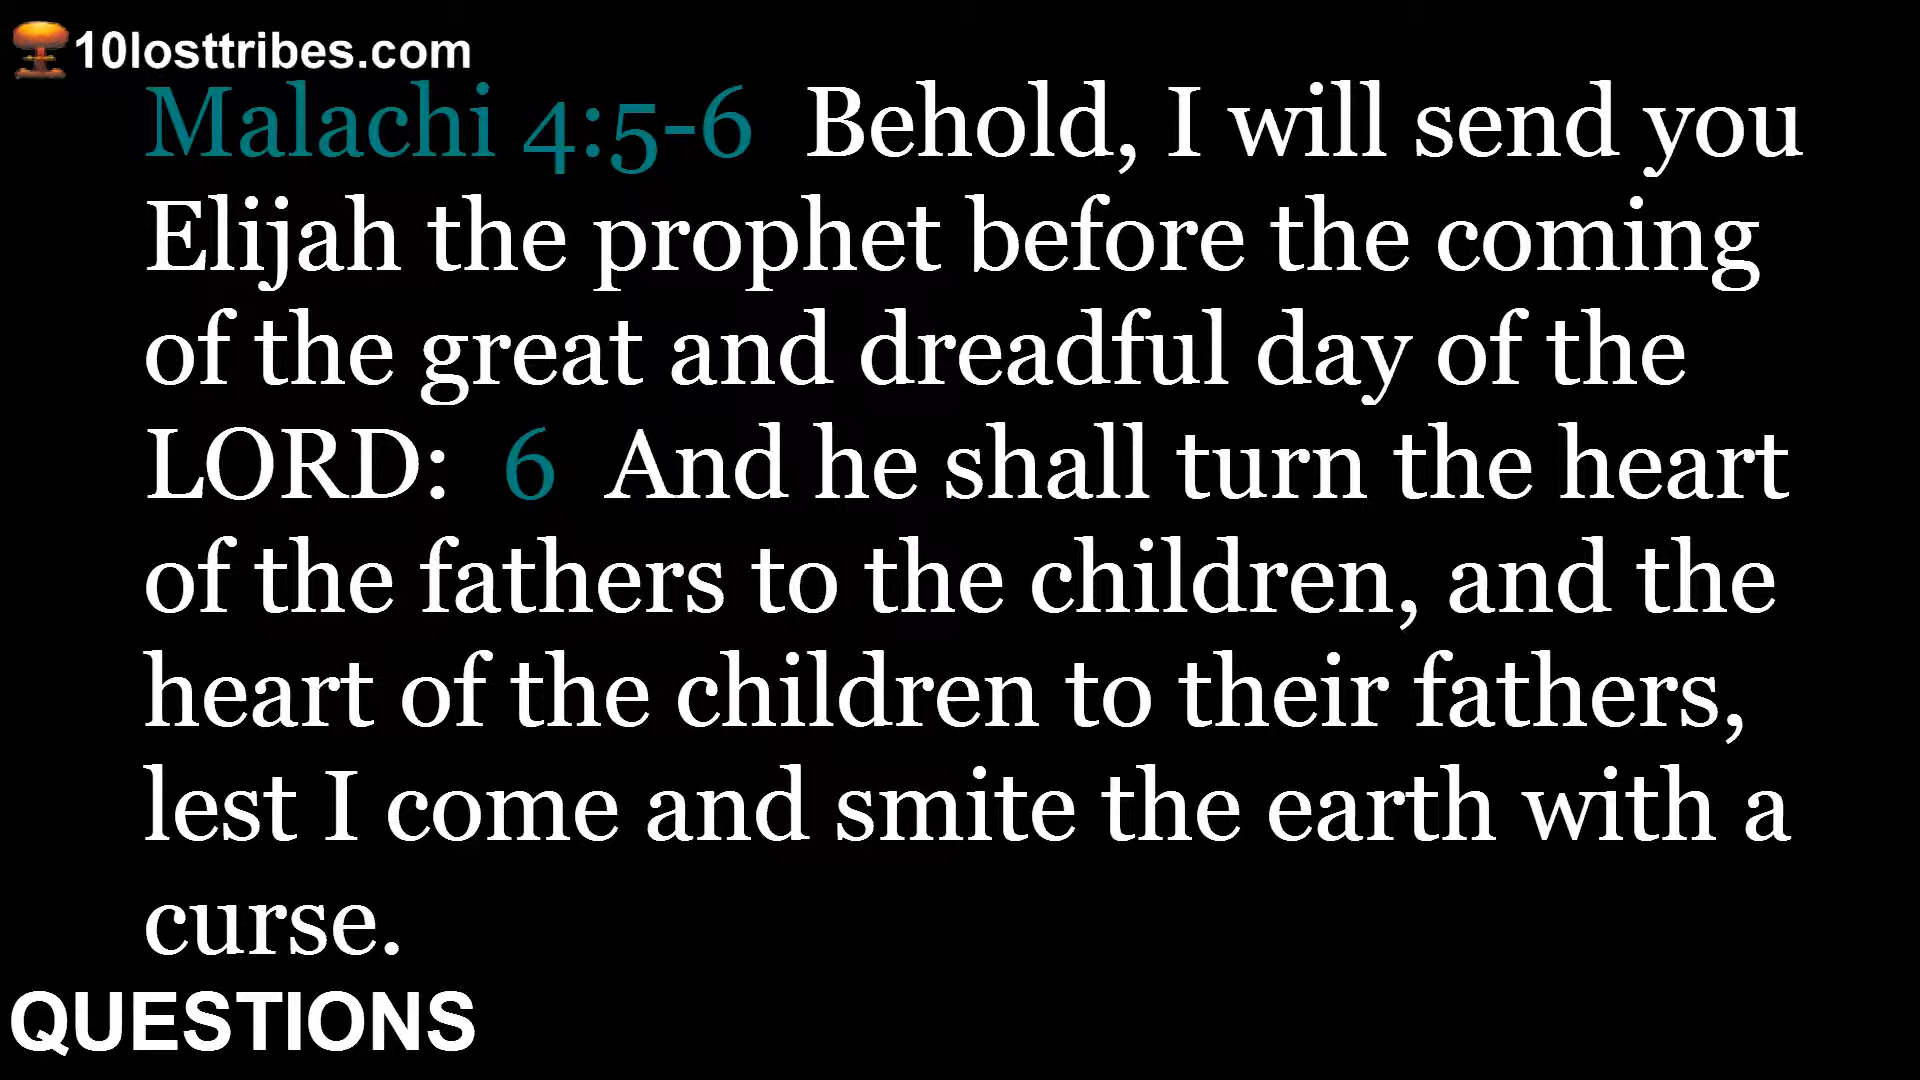 10losttribes.com
Malachi 4:5-6 Behold, I will send you
Elijah the prophet before the coming
of the great and dreadful day of the
LORD: 6 And he shall turn the heart
of the fathers to the children, and the
heart of the children to their fathers,
lest I come and smite the earth with a
curse.
QUESTIONS